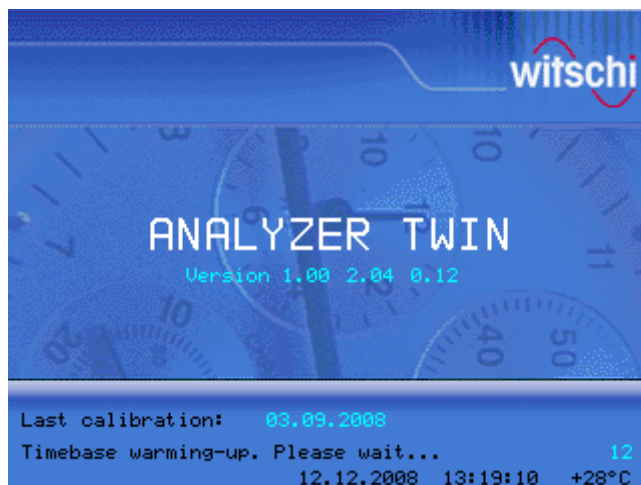 witschi
ANALYZER TWIN
Version 1.00 2.04 0.12
Last calibration: 03.09.2008
Timebase warming-up. Please wait... 12
12.12.2008 13:19:10 +28°C